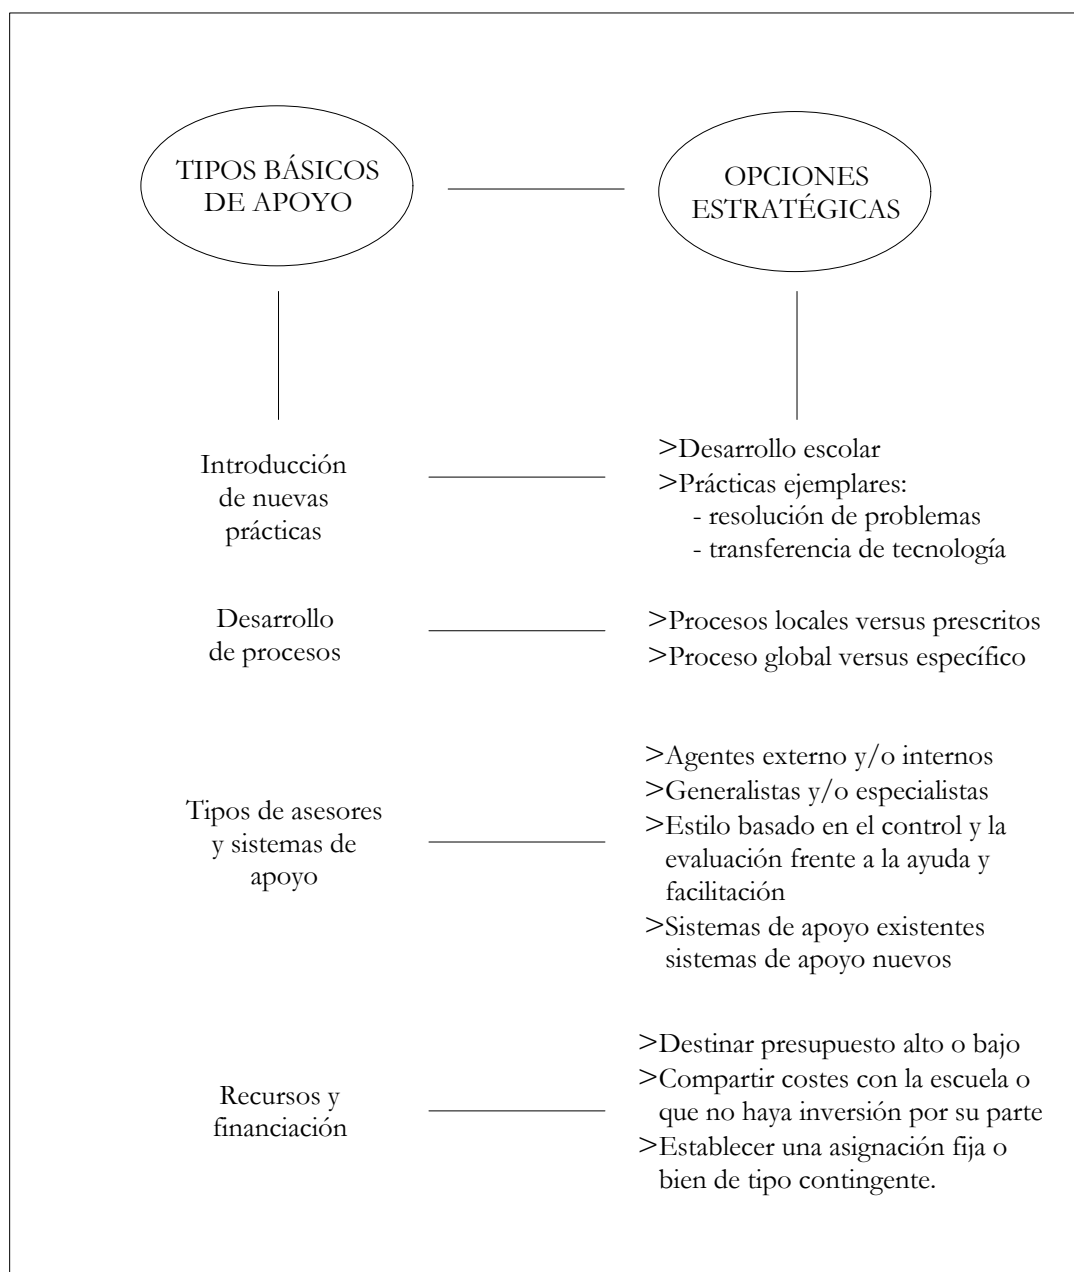 TIPOS BÁSICOS
DE APOYO
OPCIONES
ESTRATÉGICAS
Introducción
de nuevas
prácticas
>Desarrollo escolar
>Prácticas ejemplares:
- resolución de problemas
- transferencia de tecnología
Desarrollo
de procesos
>Procesos locales versus prescritos
>Proceso global versus específico
Tipos de asesores
y sistemas de
apoyo
>Agentes externo y/o internos
>Generalistas y/o especialistas
>Estilo basado en el control y la
evaluación frente a la ayuda y
facilitación
>Sistemas de apoyo existentes
sistemas de apoyo nuevos
Recursos y
financiación
>Destinar presupuesto alto o bajo
>Compartir costes con la escuela o
que no haya inversión por su parte
>Establecer una asignación fija o
bien de tipo contingente.